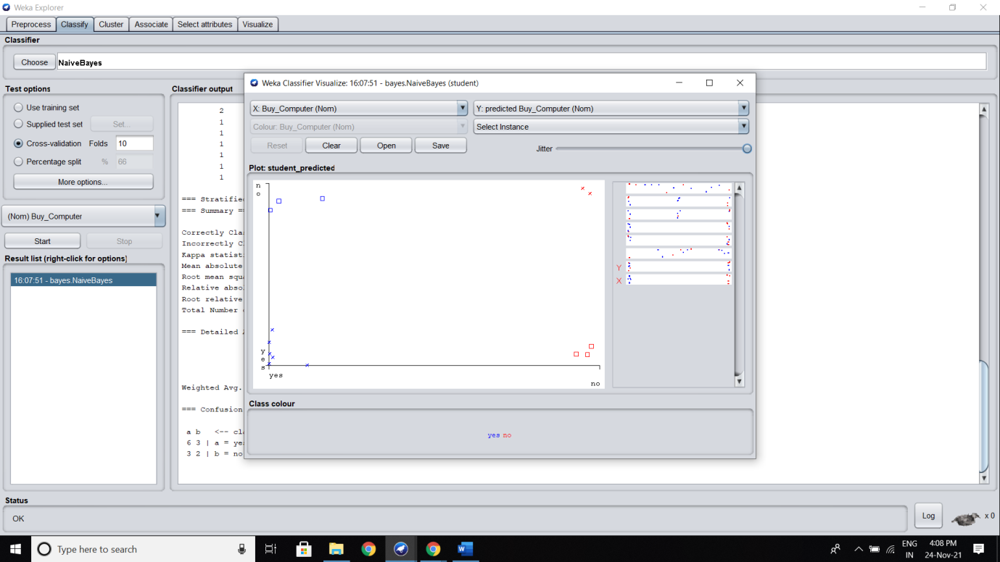 Weka Explorer
Preprocess Classify Cluster Associate Select attributes Visualize
Classifier
Choose NaiveBayes
Test options
Use training set
Supplied test set Set...
Cross-validation Folds 10
Percentage split % 66
More options...
(Nom) Buy_Computer
Start Stop
Result list (right-click for options)
16:07:51 - bayes.NaiveBayes
Classifier output
2
1
1
1
1
1
1
=== Stratifie
=== Summary =
Correctly Cla
Incorrectly C
Kappa statist
Mean absolute
Root mean squ
Relative abso
Root relative
Total Number
=== Detailed
Weighted Avg.
=== Confusion
a b <-- cl
6 3 | a = ye
3 2 | b = no
Weka Classifier Visualize: 16:07:51 - bayes.NaiveBayes (student)
X: Buy_Computer (Nom) Y: predicted Buy_Computer (Nom)
Colour: Buy_Computer (Nom) Select Instance
Reset Clear Open Save Jitter
Plot: student_predicted
no
yes
yes
no
Y
X
Class colour
yes no
Status
OK
Log x 0
Type here to search
ENG
IN
4:08 PM
24-Nov-21